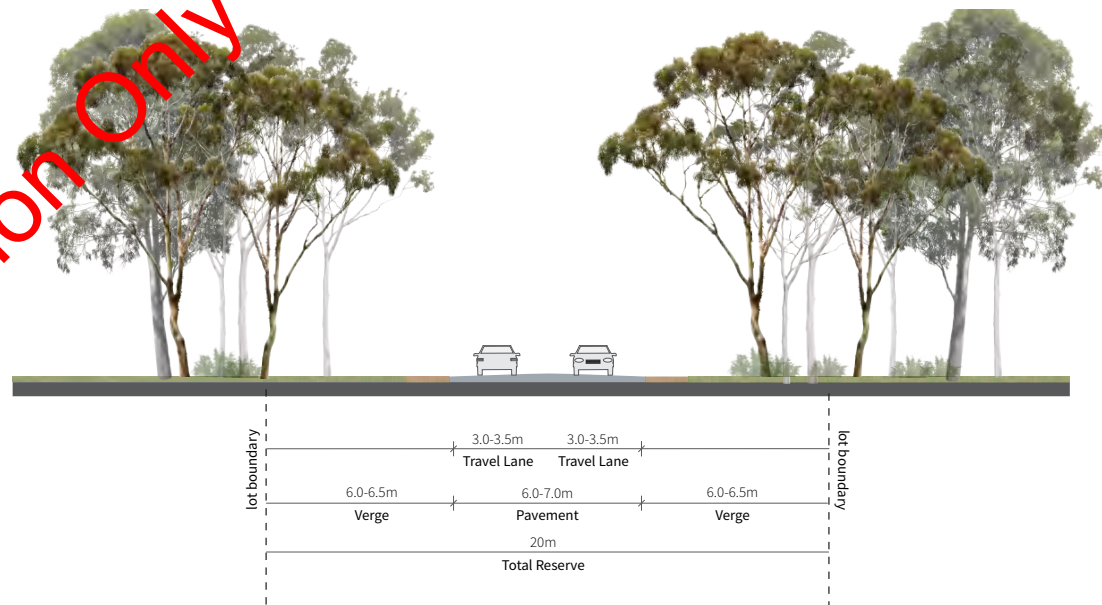 ion Only
lot boundary
3.0-3.5m 3.0-3.5m
Travel Lane Travel Lane
lot boundary
6.0-6.5m 6.0-7.0m 6.0-6.5m
Verge Pavement Verge
20m
Total Reserve